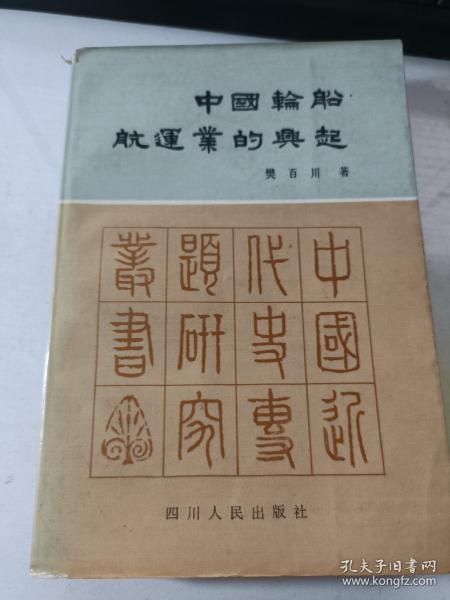 中國輪船
航運業的興起
樊百川 著
中國近
代史專
題研究
叢書
四川人民出版社
孔夫子旧书网
www.kongfz.com